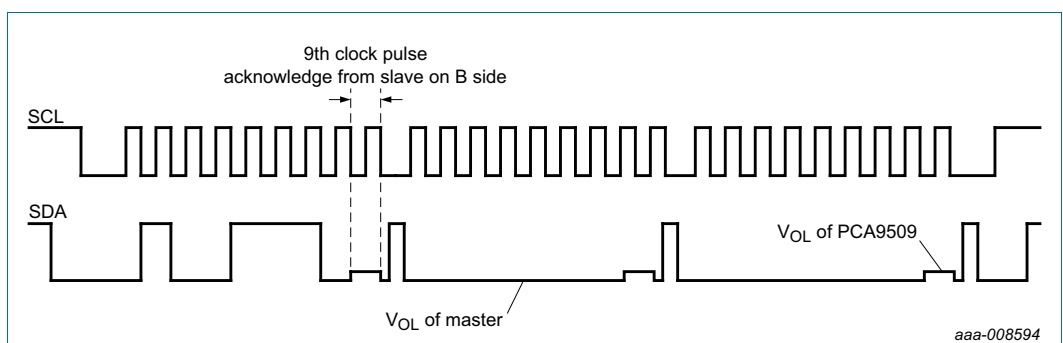 9th clock pulse
acknowledge from slave on B side
SCL
SDA
VOL of PCA9509
VOL of master
aaa-008594